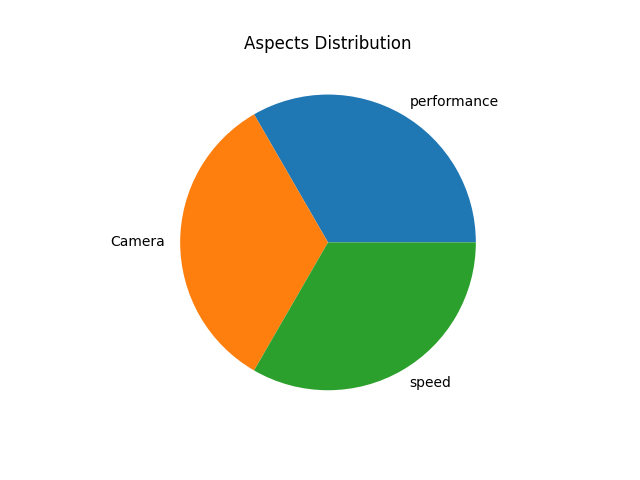 Aspects Distribution
performance
Camera
speed